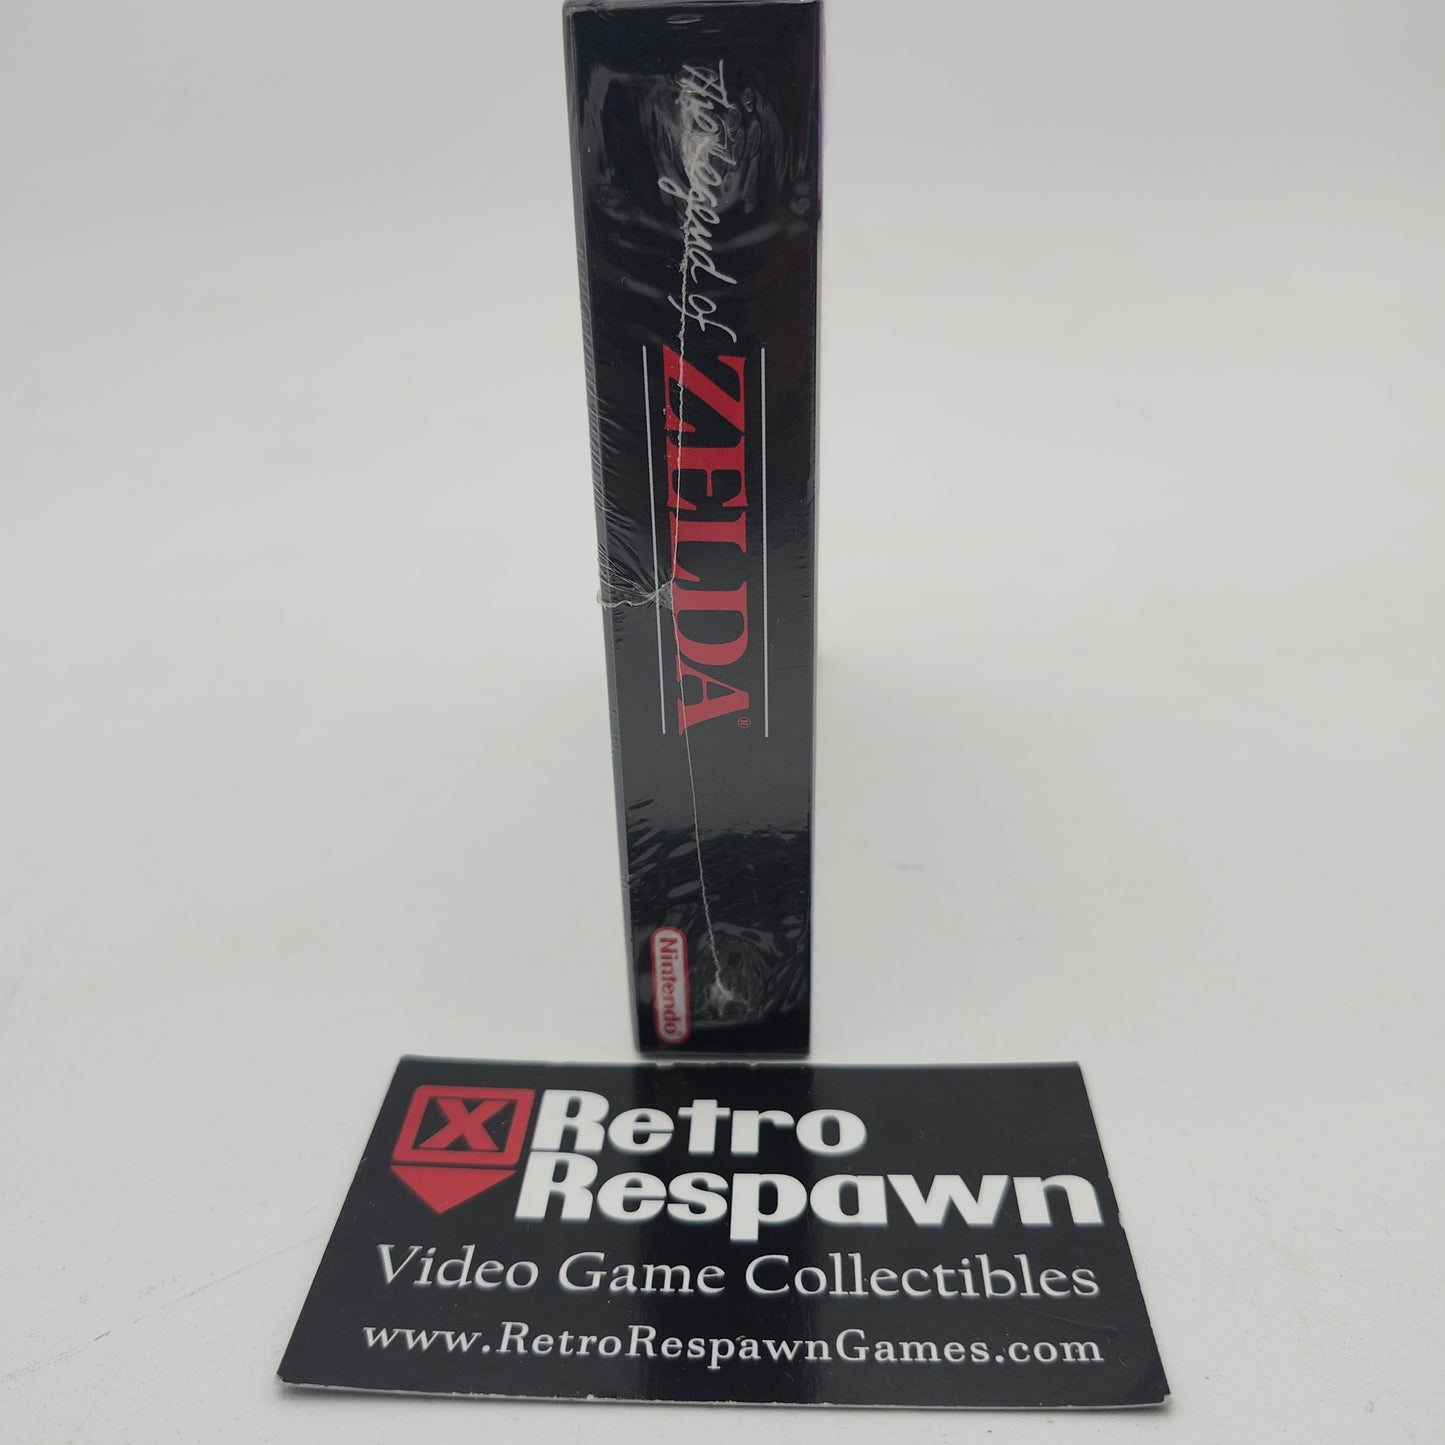 The Legend of
ZELDA®
Nintendo®
X Retro
Respawn
Video Game Collectibles
www.RetroRespawnGames.com